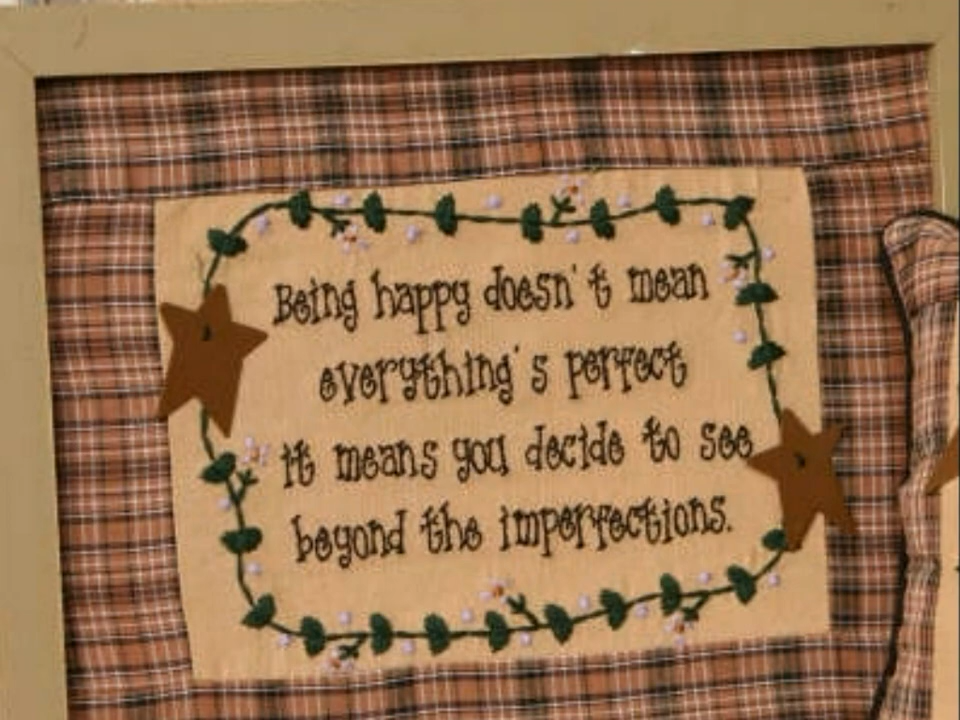 Being happy doesn't mean
everything's perfect
it means you decide to see
beyond the imperfections.